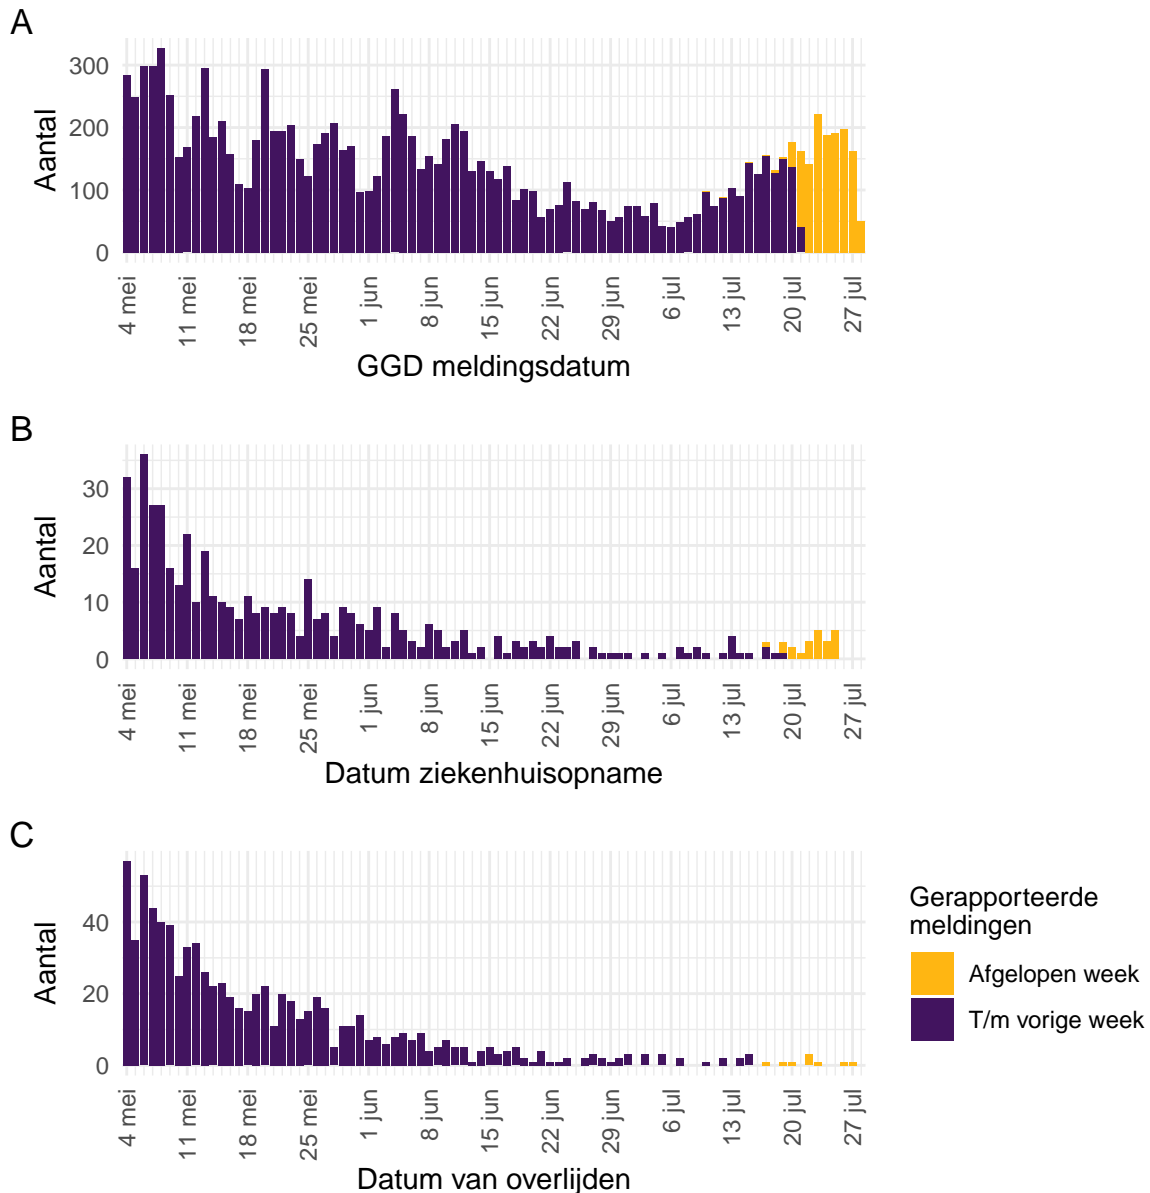 A
300
200
100
0
Aantal
4 mei
11 mei
18 mei
25 mei
1 jun
8 jun
15 jun
22 jun
29 jun
6 jul
13 jul
20 jul
27 jul
GGD meldingsdatum
B
30
20
10
0
Aantal
4 mei
11 mei
18 mei
25 mei
1 jun
8 jun
15 jun
22 jun
29 jun
6 jul
13 jul
20 jul
27 jul
Datum ziekenhuisopname
C
40
20
0
Aantal
4 mei
11 mei
18 mei
25 mei
1 jun
8 jun
15 jun
22 jun
29 jun
6 jul
13 jul
20 jul
27 jul
Datum van overlijden
Gerapporteerde
meldingen
Afgelopen week
T/m vorige week